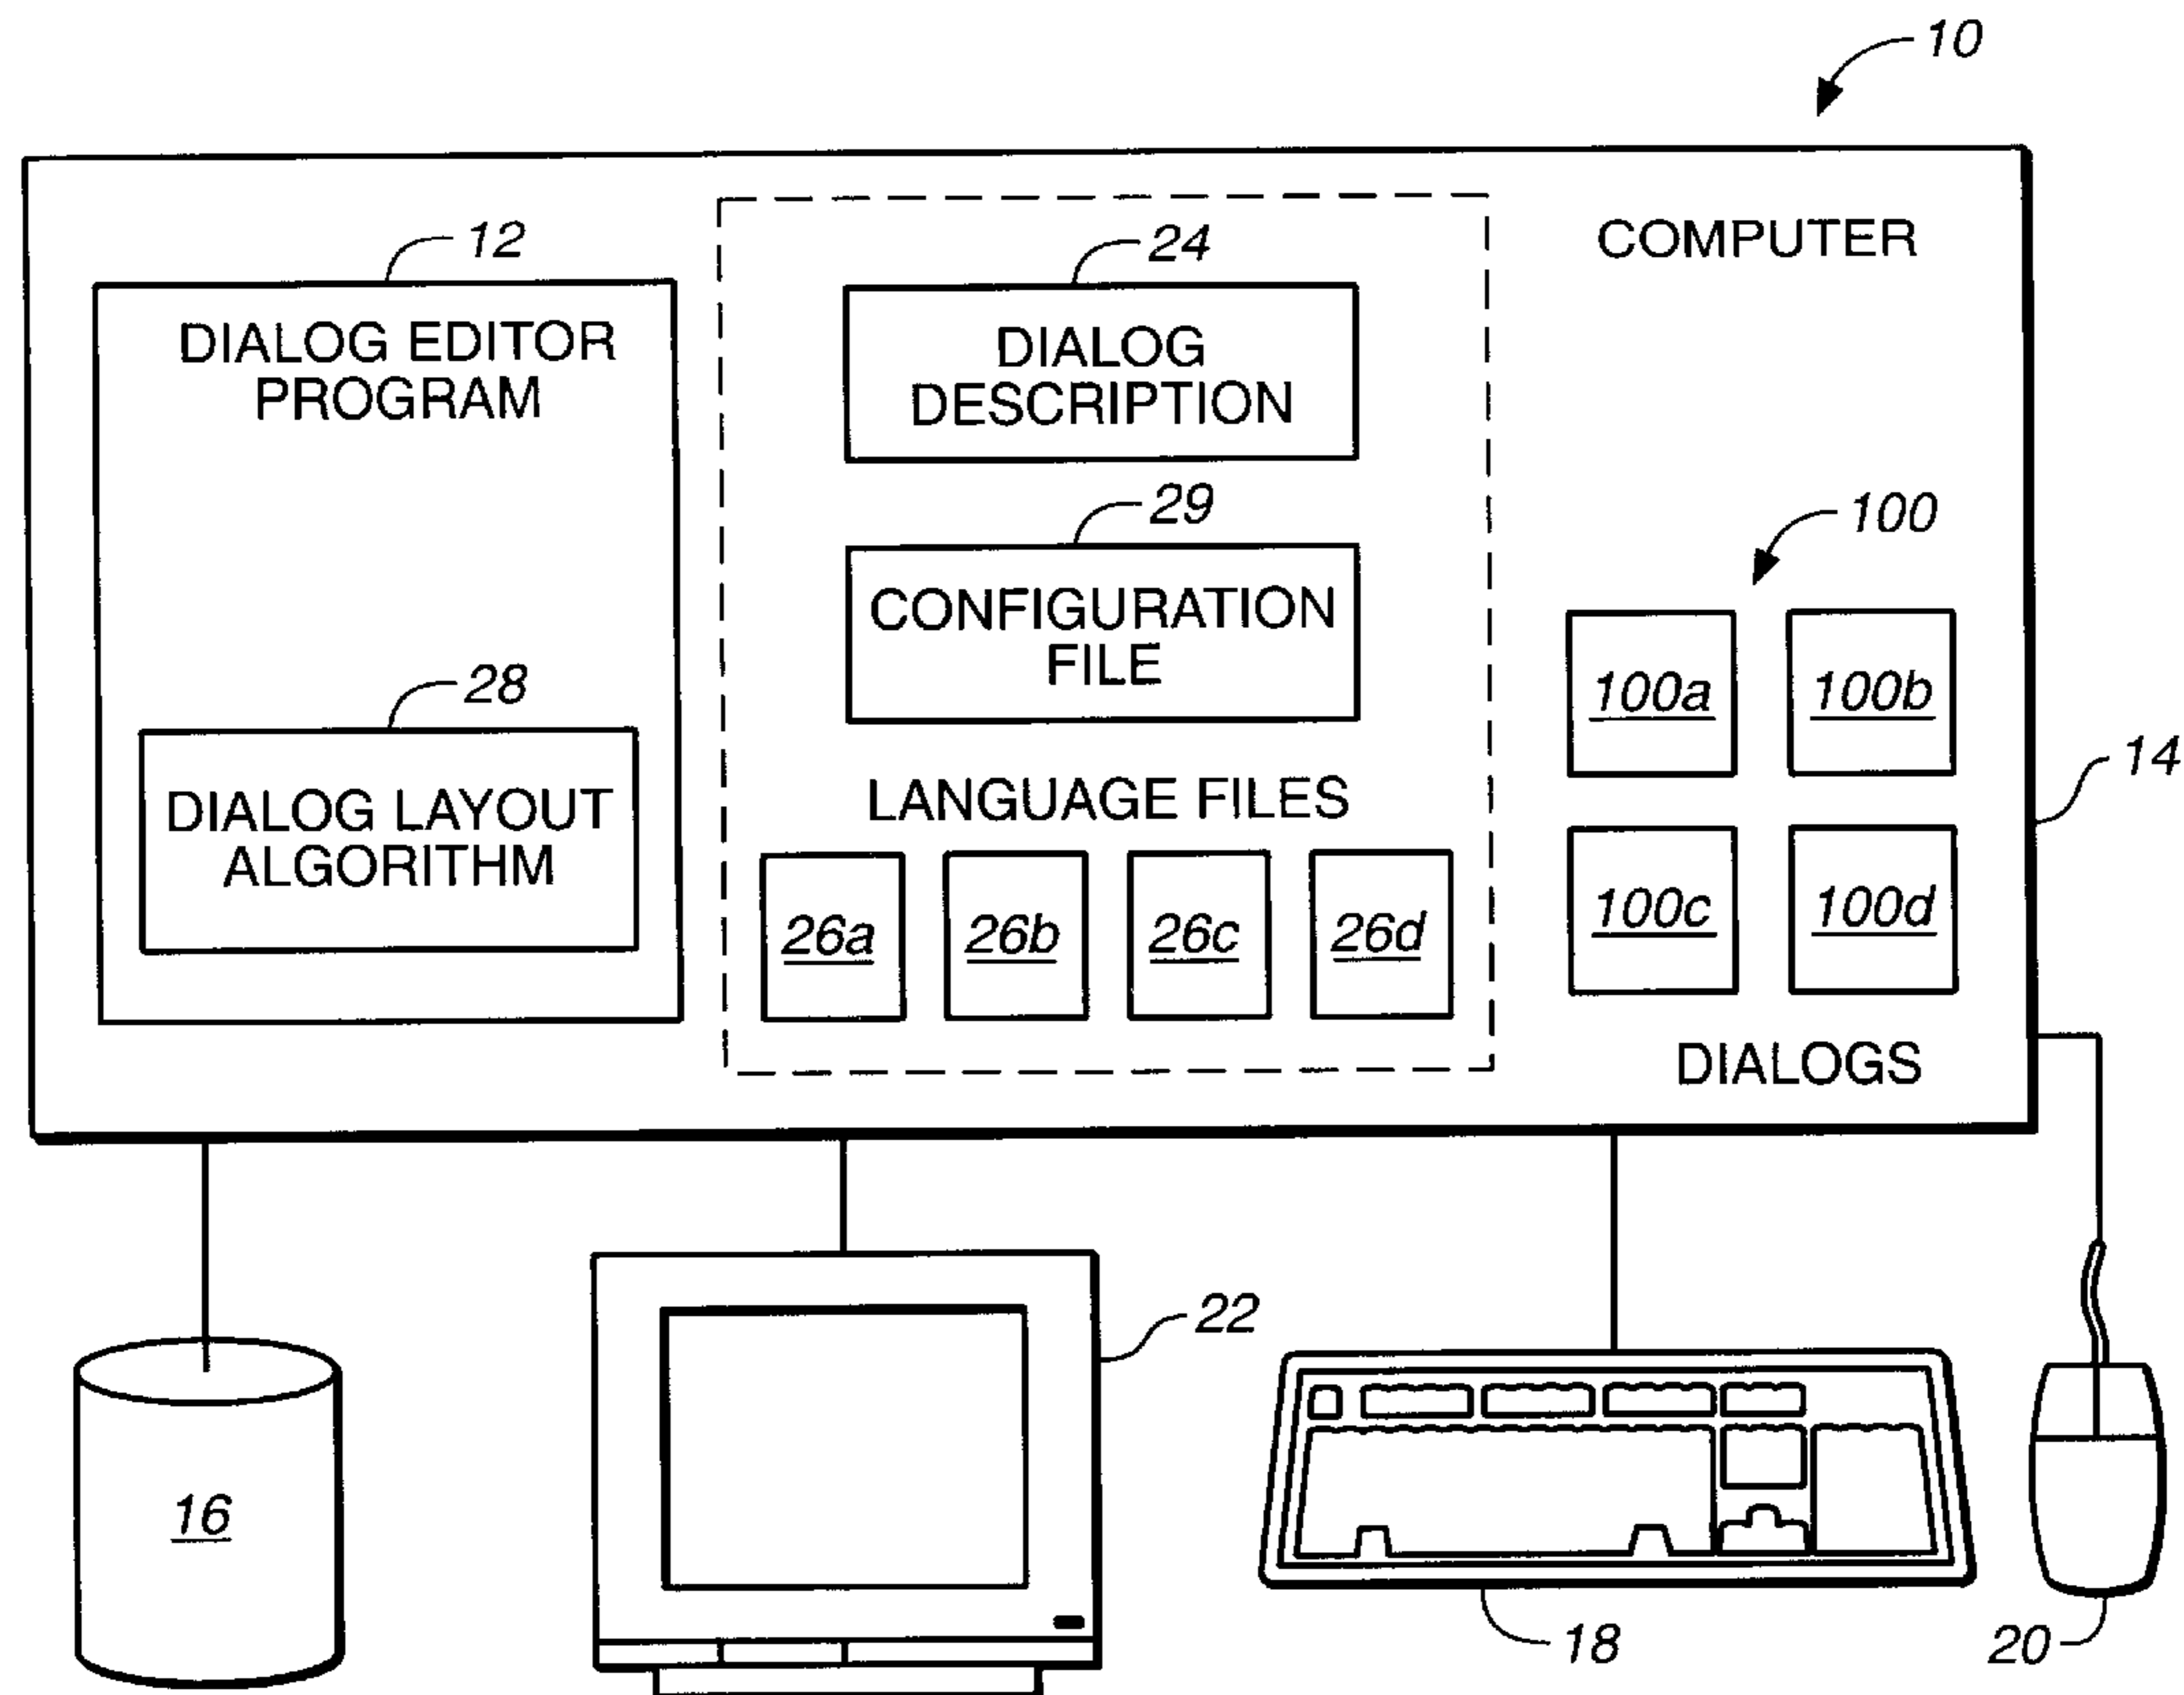 10
12
DIALOG EDITOR
PROGRAM
28
DIALOG LAYOUT
ALGORITHM
24
DIALOG
DESCRIPTION
29
CONFIGURATION
FILE
LANGUAGE FILES
26a 26b 26c 26d
COMPUTER
100
100a 100b
100c 100d
DIALOGS
14
16
22
18
20